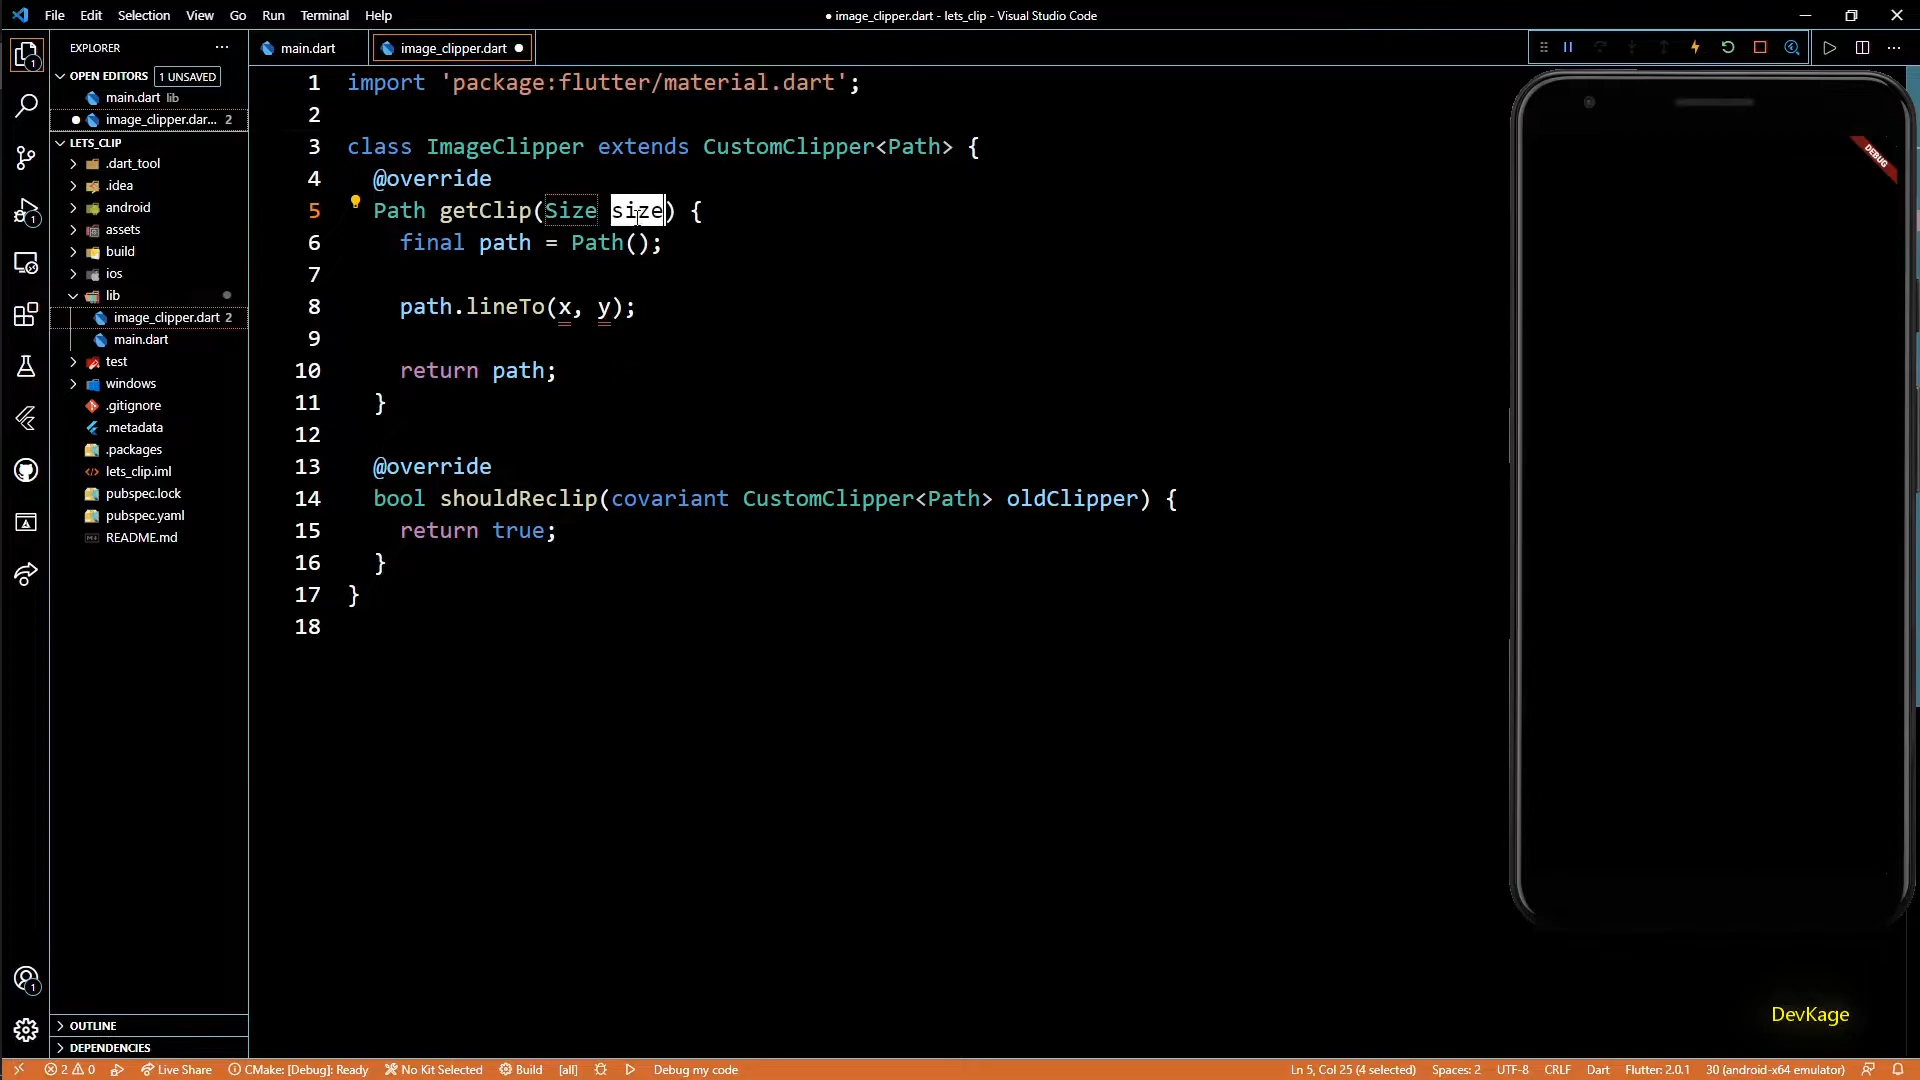 File Edit Selection View Go Run Terminal Help
● image_clipper.dart - lets_clip - Visual Studio Code
EXPLORER
main.dart
image_clipper.dart
OPEN EDITORS 1 UNSAVED
main.dart lib
image_clipper.dar... 2
LETS_CLIP
.dart_tool
.idea
android
assets
build
ios
lib
image_clipper.dart 2
main.dart
test
windows
.gitignore
.metadata
.packages
lets_clip.iml
pubspec.lock
pubspec.yaml
README.md
OUTLINE
DEPENDENCIES
1 import 'package:flutter/material.dart';
2
3 class ImageClipper extends CustomClipper<Path> {
4 @override
5 Path getClip(Size size) {
6 final path = Path();
7
8 path.lineTo(x, y);
9
10 return path;
11 }
12
13 @override
14 bool shouldReclip(covariant CustomClipper<Path> oldClipper) {
15 return true;
16 }
17 }
18
DEBUG
DevKage
1
1
1
2 0 Live Share CMake: [Debug]: Ready No Kit Selected Build [all] Debug my code Ln 5, Col 25 (4 selected) Spaces: 2 UTF-8 CRLF Dart Flutter: 2.0.1 30 (android-x64 emulator)